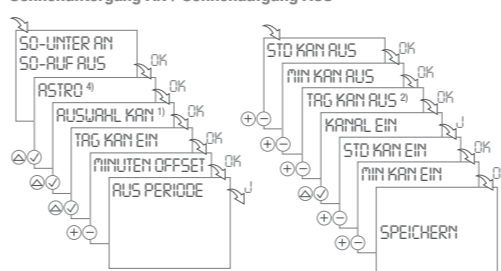 Sonnenuntergang AN / Sonnenaufgang AUS
SO-UNTER AN
SO-AUF AUS
OK
ASTRO 4)
OK
AUSWAHL KAN 1)
OK
TAG KAN EIN
OK
MINUTEN OFFSET
OK
AUS PERIODE
J
STD KAN AUS
OK
MIN KAN AUS
OK
TAG KAN AUS 2)
OK
KANAL EIN
J
STD KAN EIN
OK
MIN KAN EIN
SPEICHERN